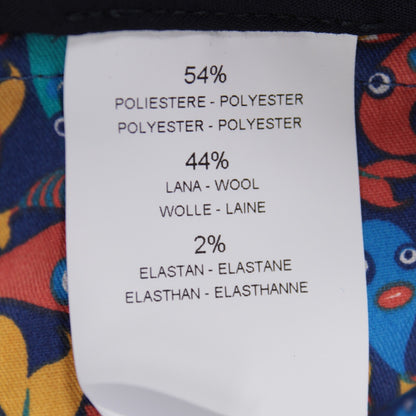 54%
POLIESTERE - POLYESTER
POLYESTER - POLYESTER
44%
LANA - WOOL
WOLLE - LAINE
2%
ELASTAN - ELASTANE
ELASTHAN - ELASTHANNE